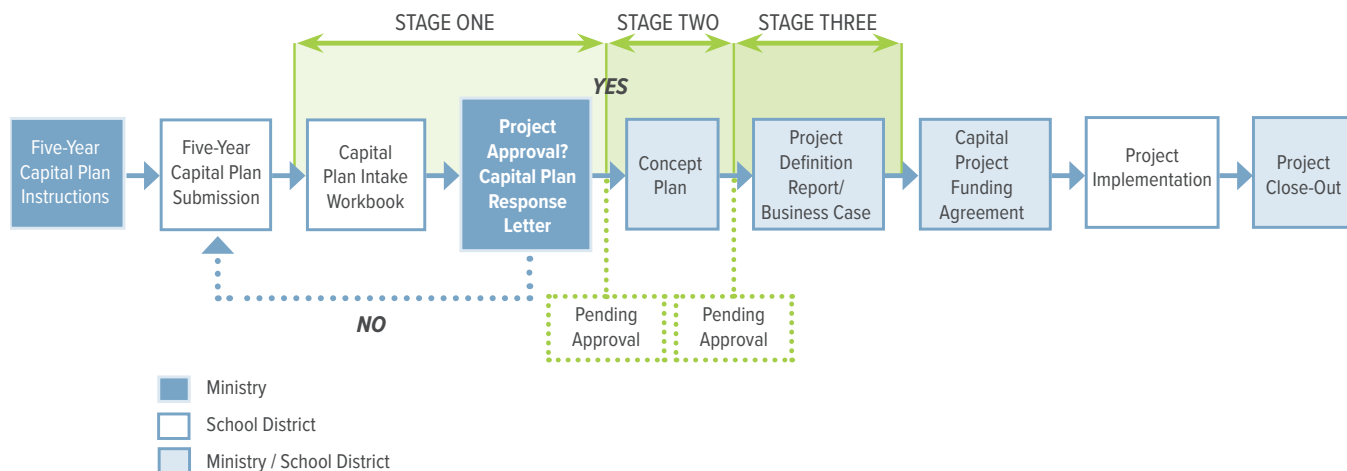 STAGE ONE
STAGE TWO
STAGE THREE
YES
Five-Year
Capital Plan
Instructions
Five-Year
Capital Plan
Submission
Capital
Plan Intake
Workbook
Project
Approval?
Capital Plan
Response
Letter
Concept
Plan
Project
Definition
Report/
Business Case
Capital
Project
Funding
Agreement
Project
Implementation
Project
Close-Out
NO
Pending
Approval
Pending
Approval
Ministry
School District
Ministry / School District